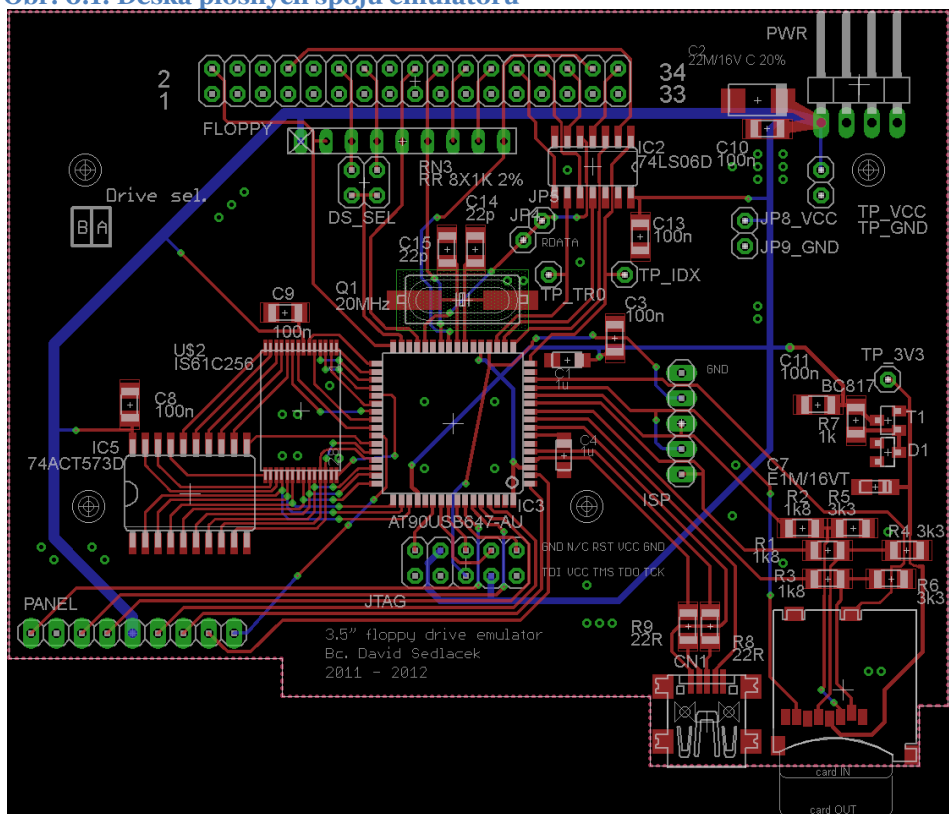 Obr. 6.1: Deska plošných spojů emulátoru
PWR
C2
22M/16V C 20%
2
1
34
33
FLOPPY
IC2
74LS06D
C10
100n
RN3
RR 8X1K 2%
DS_SEL
Drive sel.
B A
C14
22p
JP5
JP4
RDATA
C15
22p
C13
100n
JP8_VCC
JP9_GND
TP_VCC
TP_GND
TP_TR0
TP_IDX
Q1
20MHz
C9
100n
C3
100n
U$2
IS61C256
C1
1u
GND
C11
100n
TP_3V3
BC817
T1
R7
1k
D1
C8
100n
IC5
74ACT573D
C4
1u
C7
E1M/16VT
ISP
IC3
AT90USB647-AU
R2
1k8
R5
3k3
R4 3k3
R1
1k8
R3
1k8
R6
3k3
GND N/C RST VCC GND
TDI VCC TMS TDO TCK
JTAG
PANEL
3.5" floppy drive emulator
Bc. David Sedlacek
2011 - 2012
R9
22R
R8
22R
CN1
card IN
card OUT